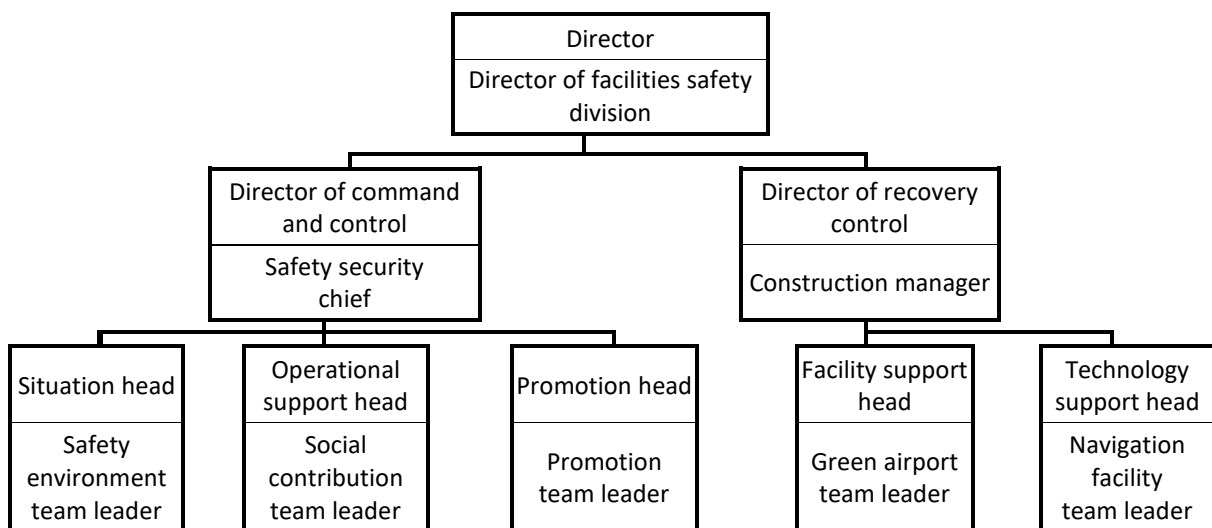 Director
Director of facilities safety
division
Director of command
and control
Safety security
chief
Director of recovery
control
Construction manager
Situation head
Safety
environment
team leader
Operational
support head
Social
contribution
team leader
Promotion head
Promotion
team leader
Facility support
head
Green airport
team leader
Technology
support head
Navigation
facility
team leader